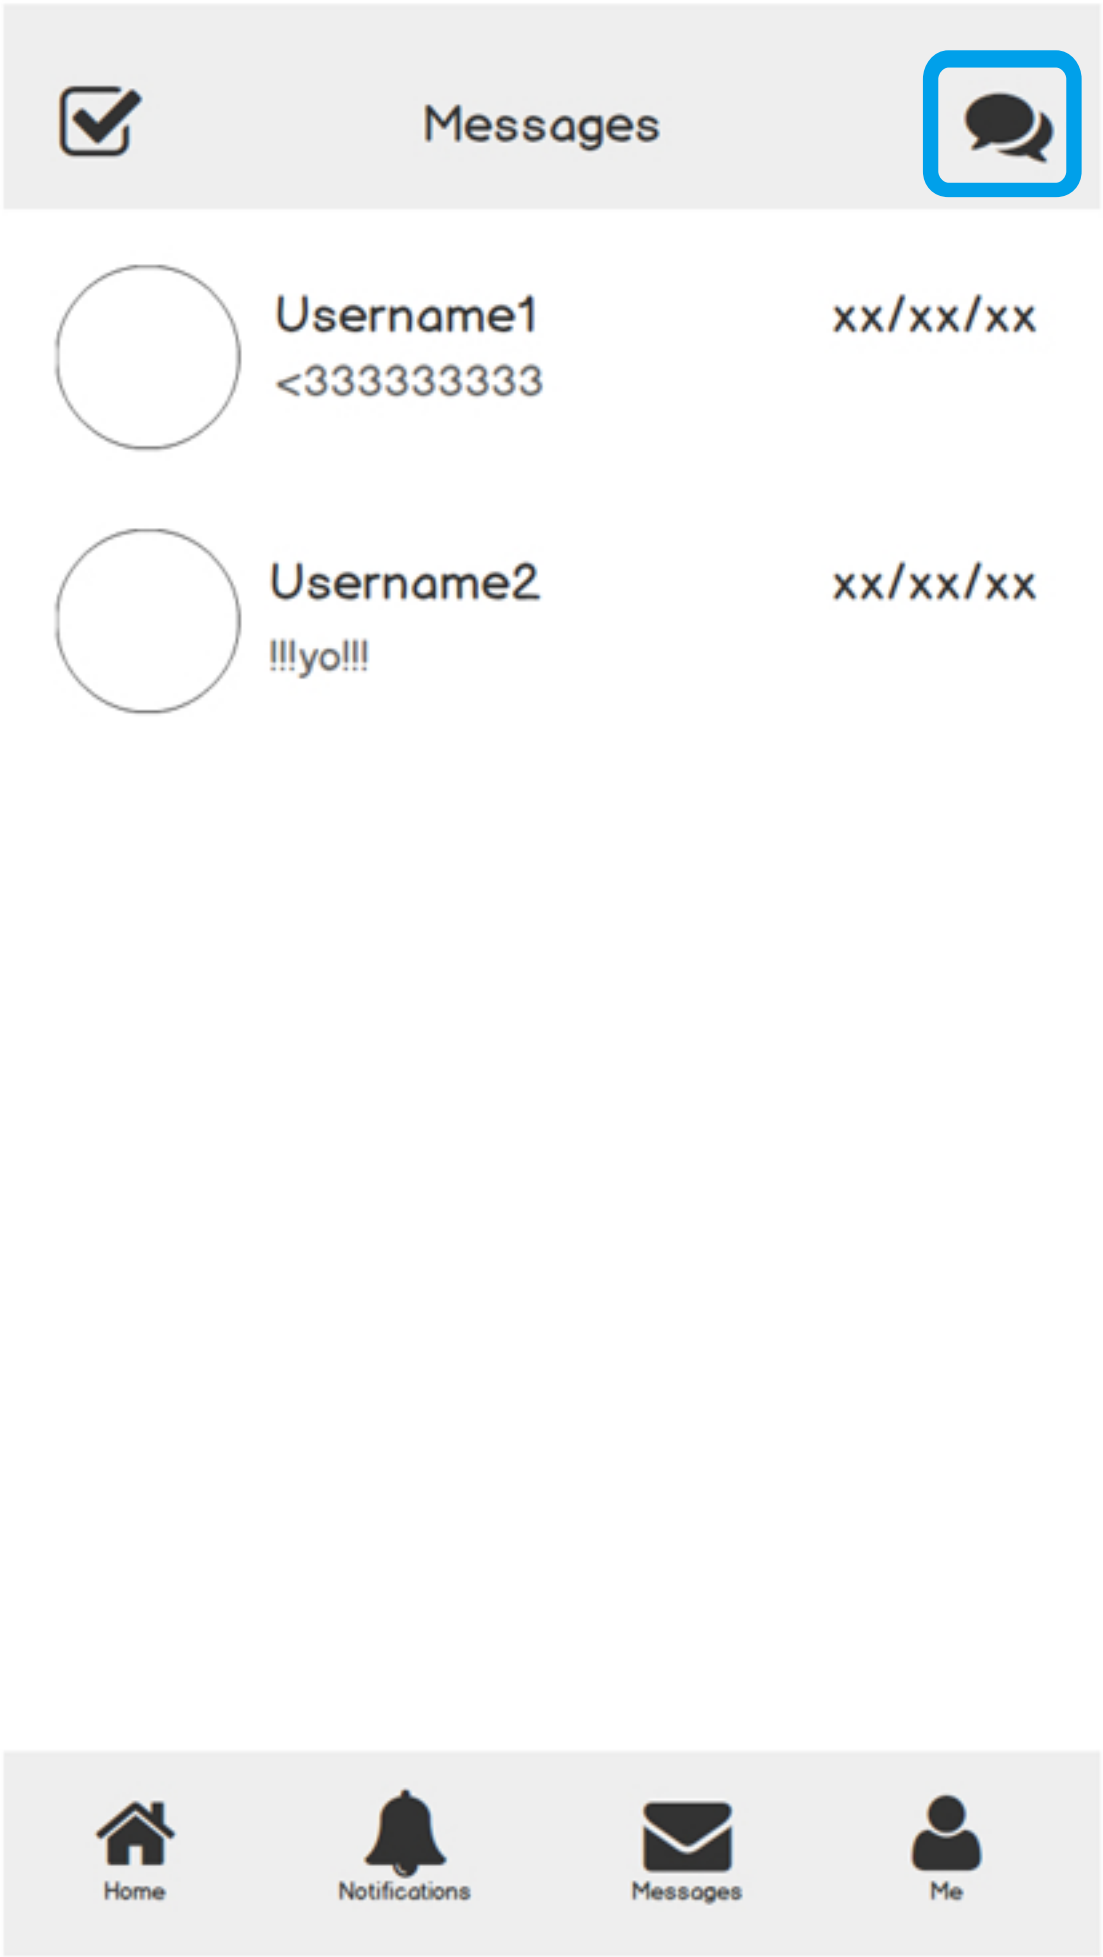 Messages
Username1 xx/xx/xx
<333333333
Username2 xx/xx/xx
!!!yo!!!
Home Notifications Messages Me